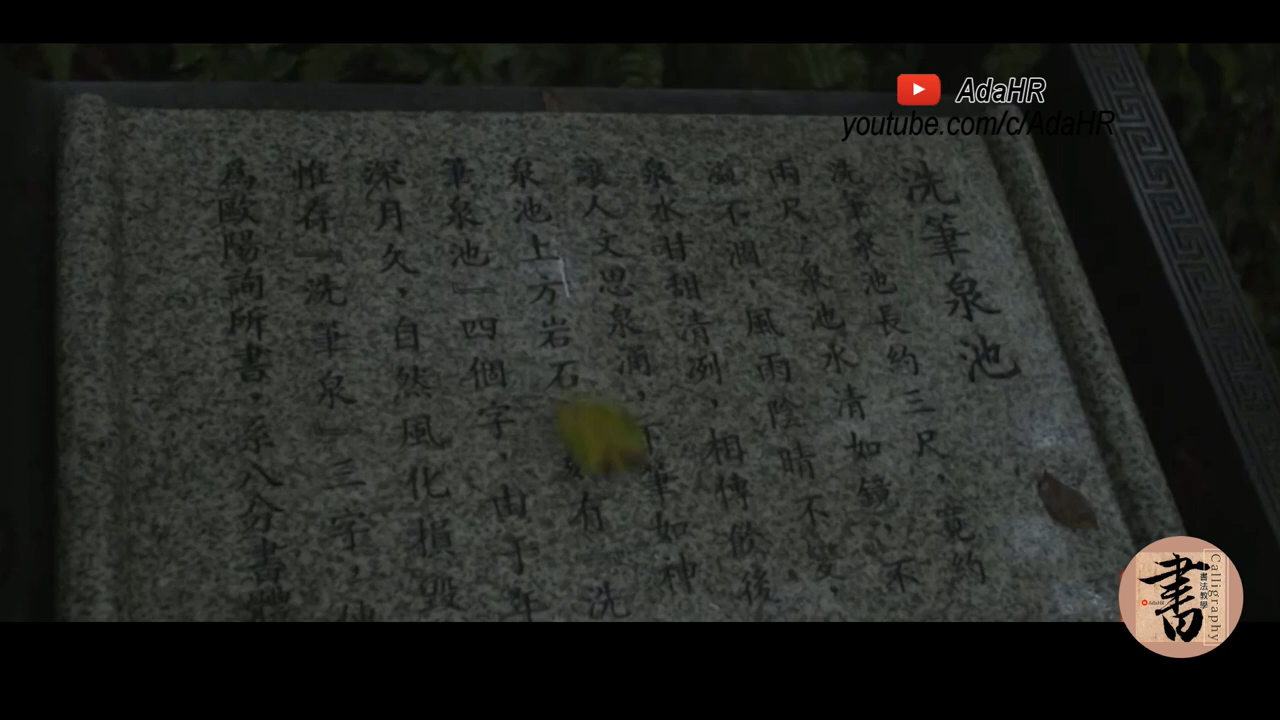 AdaHR
youtube.com/c/AdaHR
洗筆泉池
洗筆泉池長約三尺，寬約
兩尺。泉池水清如鏡，不
不涸，風雨陰晴不變，
泉水甘甜清冽，相傳飲後
人文思泉涌，下筆如神
泉池上方岩石有洗
筆泉池』四個字，由于年
深月久，自然風化損毀
惟存『洗筆泉』三字，
為歐陽詢所書，系八分書
Calligraphy
書法教學
AdaHR
書